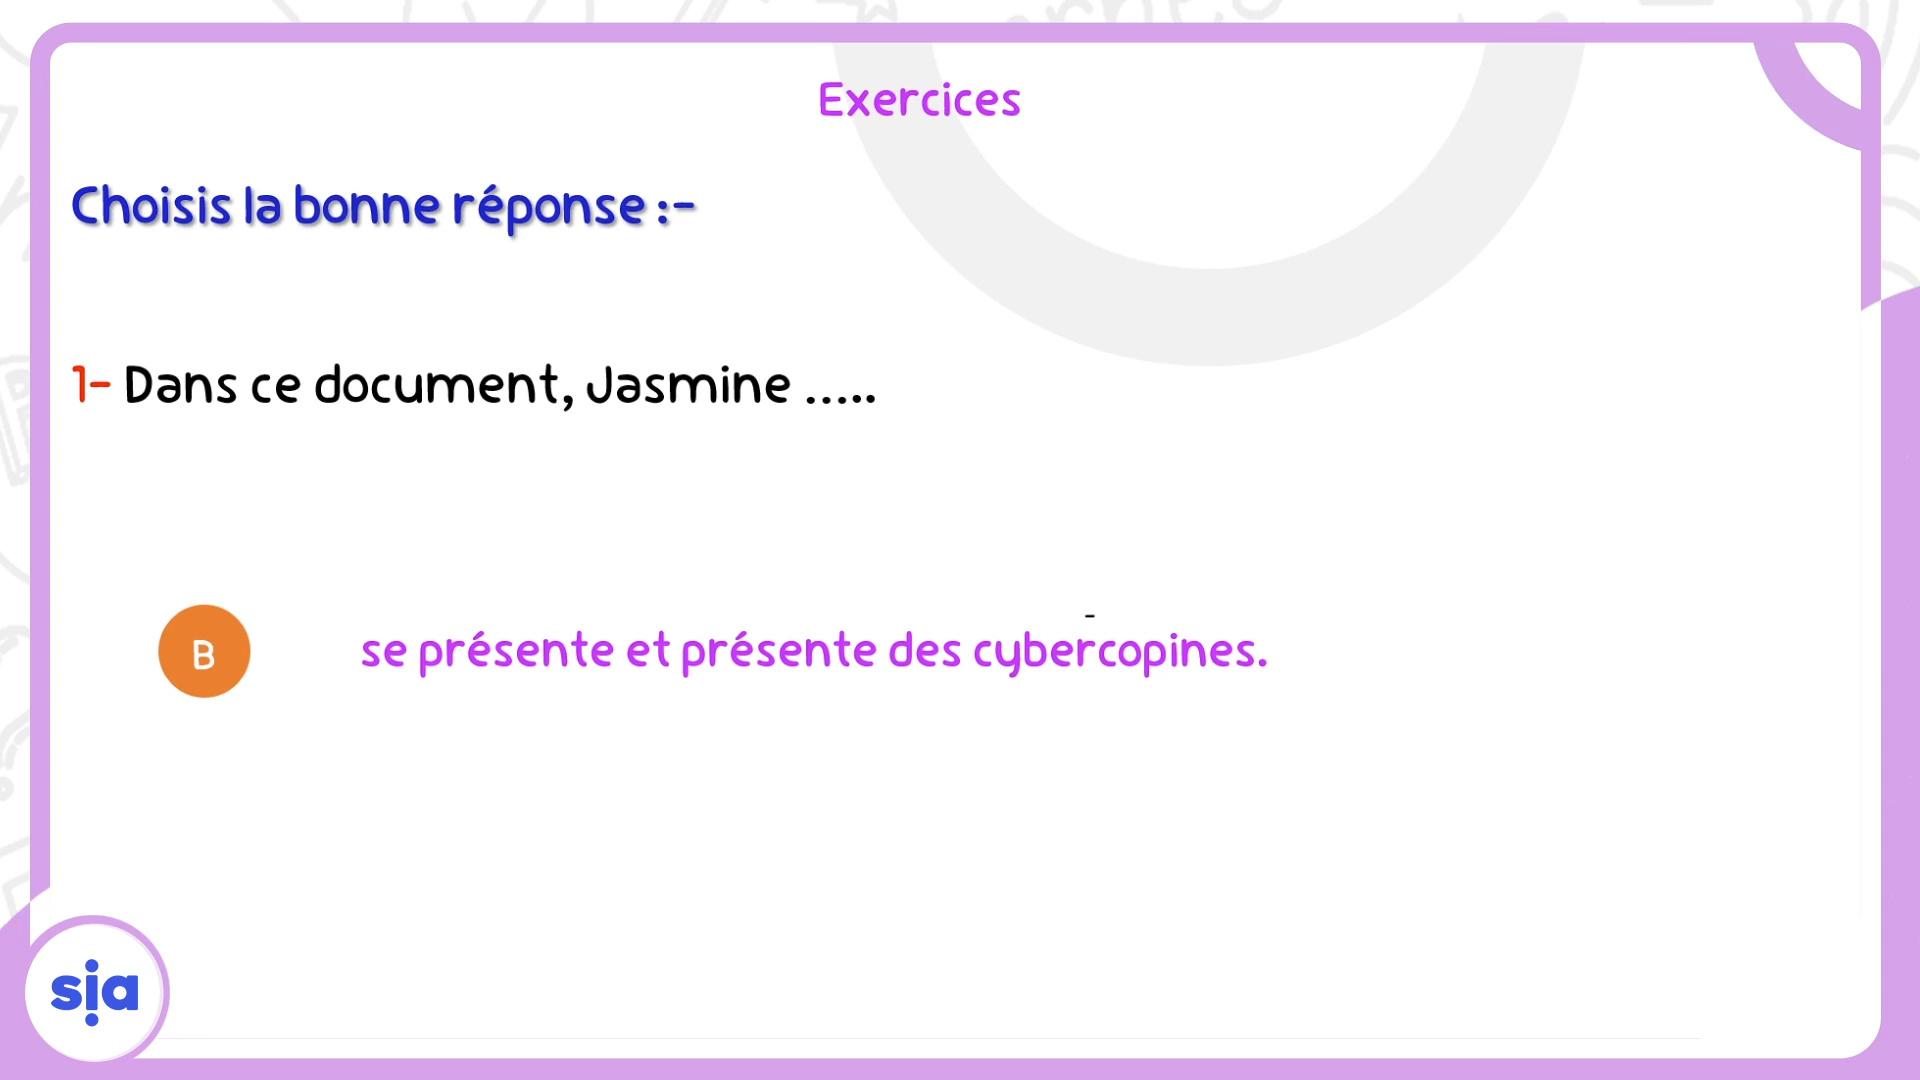 Exercices
Choisis la bonne réponse :-
1- Dans ce document, Jasmine .....
-
B se présente et présente des cybercopines.
sia